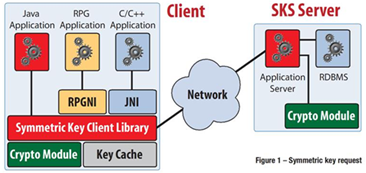 Client
SKS Server
Java
Application
RPG
Application
C/C++
Application
RPGNI
JNI
Symmetric Key Client Library
Crypto Module
Key Cache
Network
Application
Server
RDBMS
Crypto Module
Figure 1 – Symmetric key request